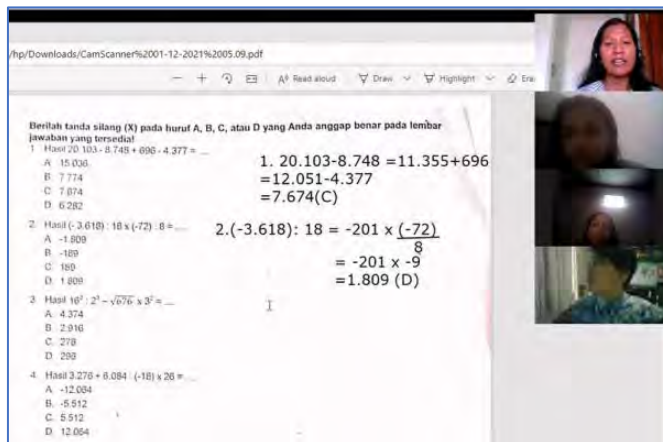 /hp/Downloads/CamScanner%2001-12-2021%2005.09.pdf
Read aloud
Draw
Highlight
Era
Berilah tanda silang (X) pada huruf A, B, C, atau D yang Anda anggap benar pada lembar
jawaban yang tersedia!
1 Hasil 20.103 - 8.748 + 696 - 4.377 = ...
A 15.036
B 7.774
C 7.674
D 6.282
1. 20.103-8.748 =11.355+696
=12.051-4.377
=7.674(C)
2. Hasil (- 3.618) : 18 x (-72) : 8 = ....
A. -1.809
B. -189
C. 189
D. 1.809
2.(-3.618): 18 = -201 x (-72)
8
= -201 x -9
=1.809 (D)
3 Hasil 16² : 2³ – √676 x 3² = ...
A. 4.374
B. 2.916
C. 278
D. 298
4. Hasil 3.276 + 6.084 : (-18) x 26 = ...
A. -12.064
B. -5.512
C. 5.512
D. 12.064